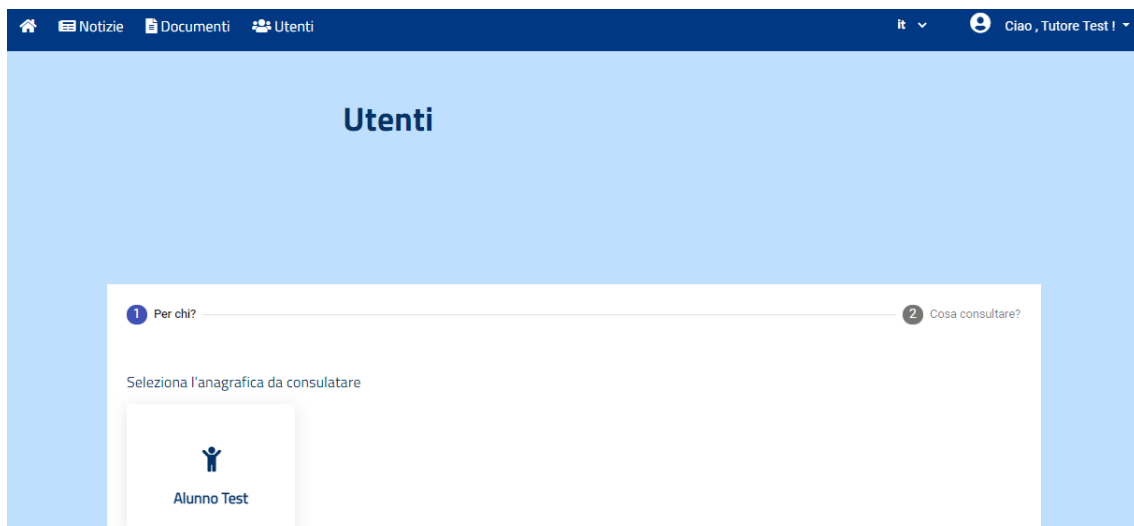 Notizie Documenti Utenti it Ciao , Tutore Test !
Utenti
1 Per chi? 2 Cosa consultare?
Seleziona l'anagrafica da consulatare
Alunno Test